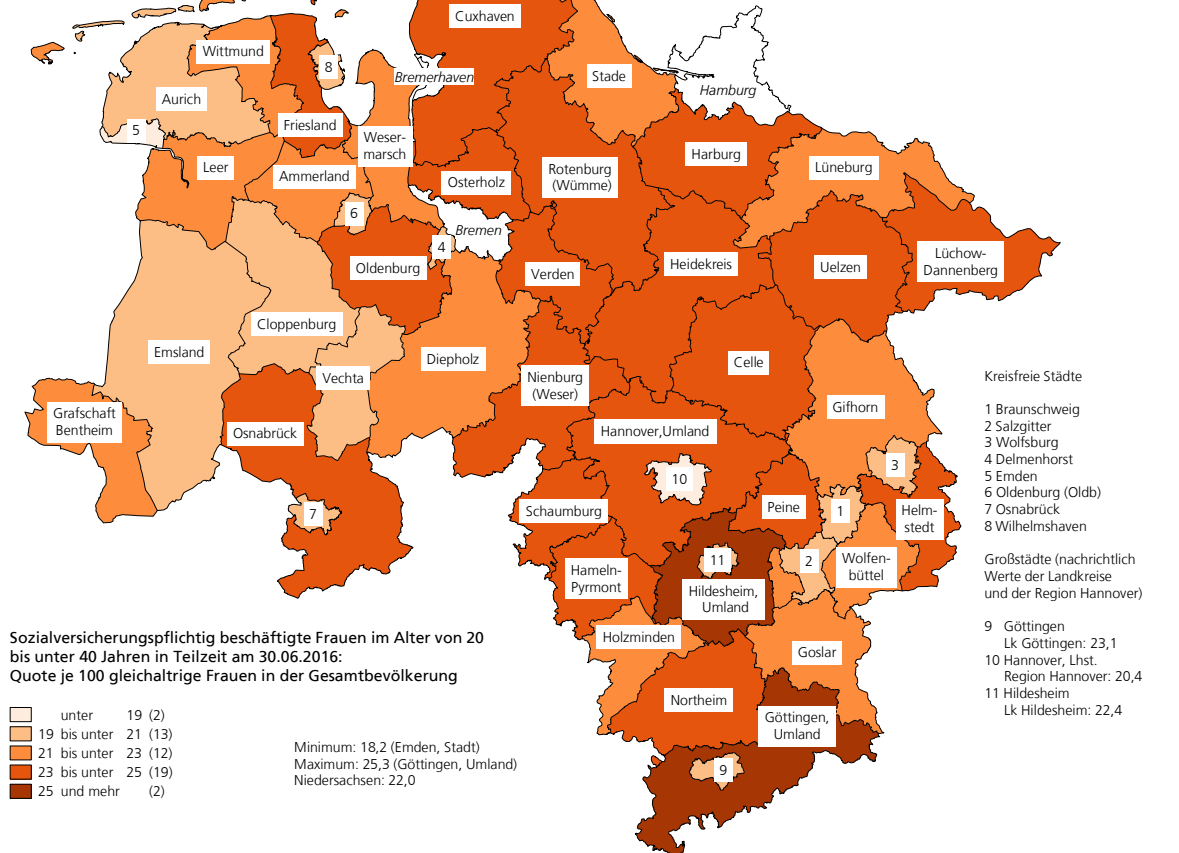 Cuxhaven
Wittmund
8
Bremerhaven
Stade
Hamburg
Aurich
5
Friesland
Weser-
marsch
Harburg
Leer
Ammerland
Osterholz
Rotenburg
(Wümme)
Lüneburg
6
4
Bremen
Oldenburg
Verden
Heidekreis
Uelzen
Lüchow-
Dannenberg
Cloppenburg
Emsland
Vechta
Diepholz
Nienburg
(Weser)
Celle
Gifhorn
Grafschaft
Bentheim
Osnabrück
Hannover,Umland
3
10
7
Schaumburg
Peine
1
Helm-
stedt
11
2
Wolfen-
büttel
Hameln-
Pyrmont
Hildesheim,
Umland
Holzminden
Goslar
Northeim
Göttingen,
Umland
9
Kreisfreie Städte
1 Braunschweig
2 Salzgitter
3 Wolfsburg
4 Delmenhorst
5 Emden
6 Oldenburg (Oldb)
7 Osnabrück
8 Wilhelmshaven
Großstädte (nachrichtlich
Werte der Landkreise
und der Region Hannover)
9 Göttingen
Lk Göttingen: 23,1
10 Hannover, Lhst.
Region Hannover: 20,4
11 Hildesheim
Lk Hildesheim: 22,4
Sozialversicherungspflichtig beschäftigte Frauen im Alter von 20
bis unter 40 Jahren in Teilzeit am 30.06.2016:
Quote je 100 gleichaltrige Frauen in der Gesamtbevölkerung
unter 19 (2)
19 bis unter 21 (13)
21 bis unter 23 (12)
23 bis unter 25 (19)
25 und mehr (2)
Minimum: 18,2 (Emden, Stadt)
Maximum: 25,3 (Göttingen, Umland)
Niedersachsen: 22,0